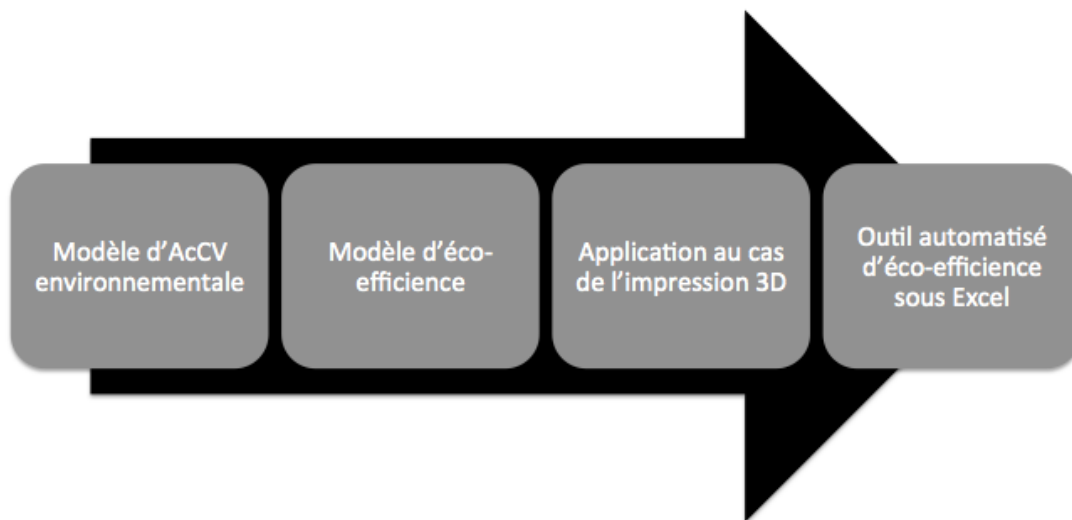 Modèle d'AcCV
environnementale
Modèle d'éco-
efficience
Application au cas
de l'impression 3D
Outil automatisé
d'éco-efficience
sous Excel